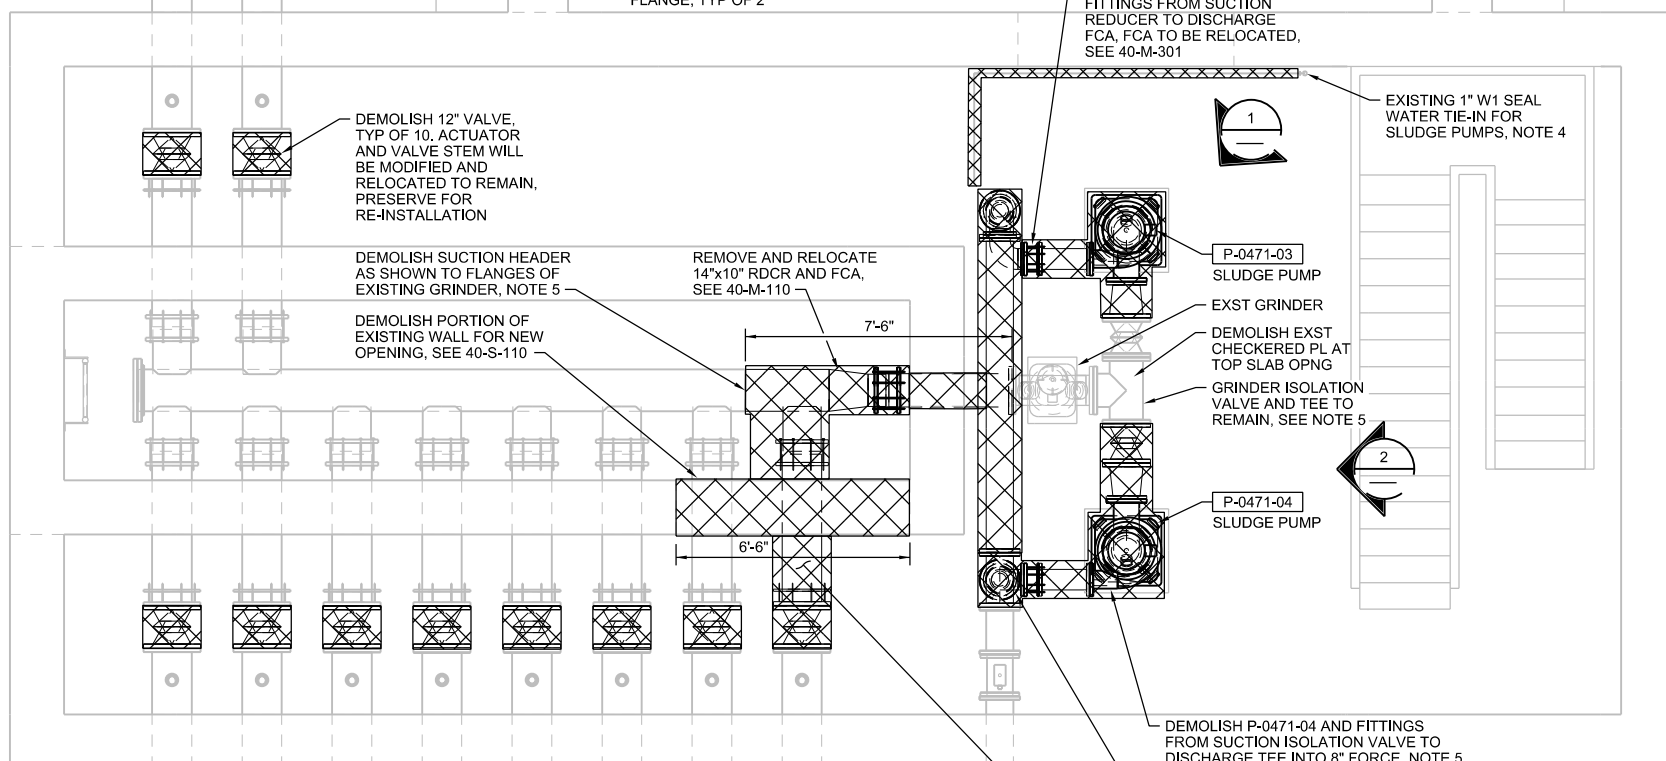 FLANGE, TYP OF 2
FITTINGS FROM SUCTION
REDUCER TO DISCHARGE
FCA, FCA TO BE RELOCATED,
SEE 40-M-301
DEMOLISH 12" VALVE,
TYP OF 10. ACTUATOR
AND VALVE STEM WILL
BE MODIFIED AND
RELOCATED TO REMAIN,
PRESERVE FOR
RE-INSTALLATION
1
EXISTING 1" W1 SEAL
WATER TIE-IN FOR
SLUDGE PUMPS, NOTE 4
DEMOLISH SUCTION HEADER
AS SHOWN TO FLANGES OF
EXISTING GRINDER, NOTE 5
REMOVE AND RELOCATE
14"x10" RDCR AND FCA,
SEE 40-M-110
P-0471-03
SLUDGE PUMP
EXST GRINDER
DEMOLISH PORTION OF
EXISTING WALL FOR NEW
OPENING, SEE 40-S-110
7'-6"
DEMOLISH EXST
CHECKERED PL AT
TOP SLAB OPNG
GRINDER ISOLATION
VALVE AND TEE TO
REMAIN, SEE NOTE 5
2
P-0471-04
SLUDGE PUMP
6'-6"
DEMOLISH P-0471-04 AND FITTINGS
FROM SUCTION ISOLATION VALVE TO
DISCHARGE TEE INTO 8" FORCE, NOTE 5